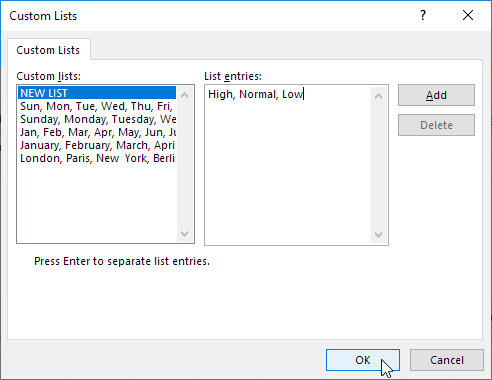 Custom Lists
?
Custom Lists
Custom lists:
NEW LIST
Sun, Mon, Tue, Wed, Thu, Fri,
Sunday, Monday, Tuesday, We
Jan, Feb, Mar, Apr, May, Jun, Ju
January, February, March, April
London, Paris, New York, Berli
List entries:
High, Normal, Low
Add
Delete
Press Enter to separate list entries.
OK
Cancel